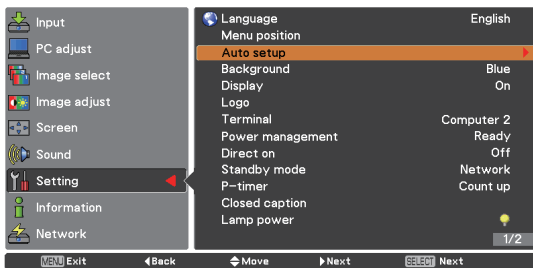 Input
PC adjust
Image select
Image adjust
Screen
Sound
Setting
Information
Network
Language English
Menu position
Auto setup
Background Blue
Display On
Logo
Terminal Computer 2
Power management Ready
Direct on Off
Standby mode Network
P-timer Count up
Closed caption
Lamp power
1/2
MENU Exit Back Move Next SELECT Next